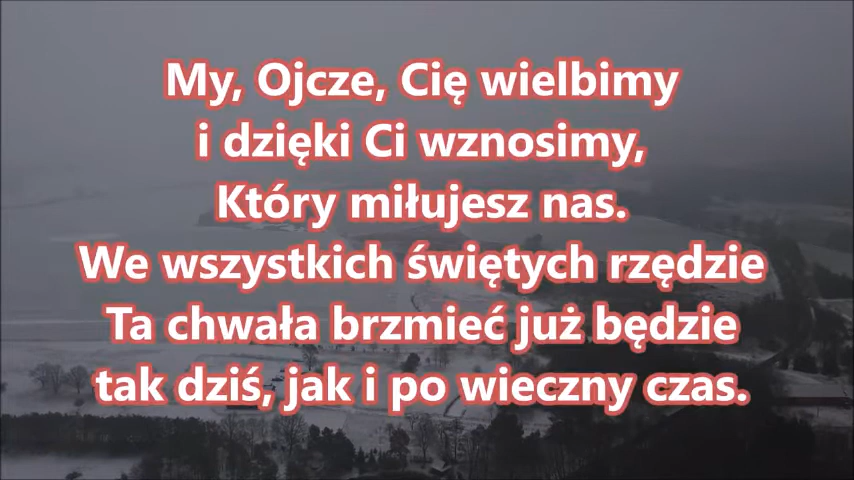 My, Ojcze, Cię wielbimy
i dzięki Ci wznosimy,
Który miłujesz nas.
We wszystkich świętych rzędzie
Ta chwała brzmieć już będzie
tak dziś, jak i po wieczny czas.